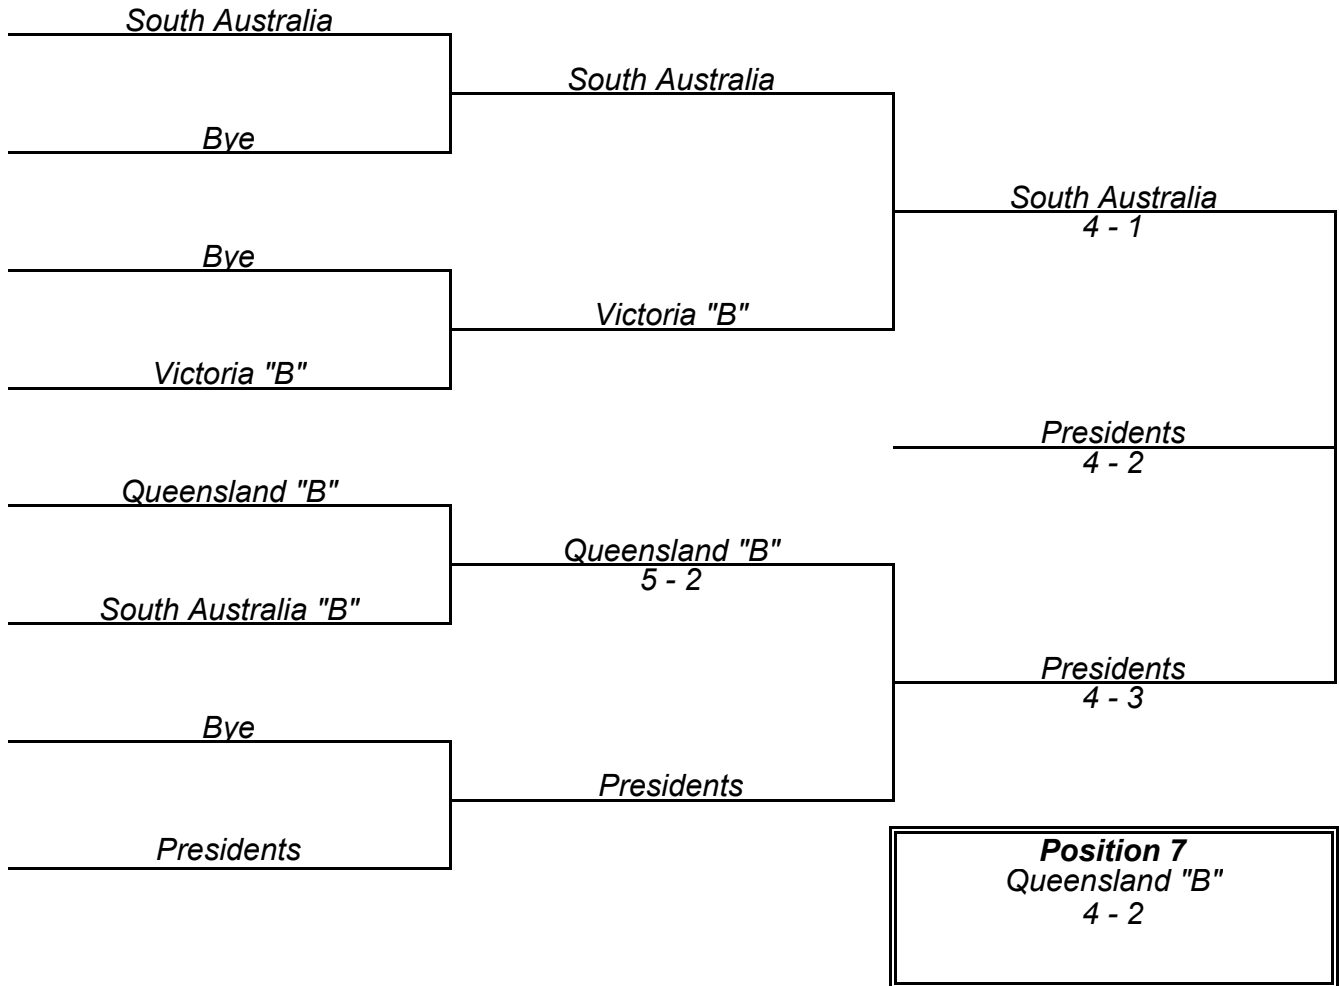 South Australia
South Australia
Bye
South Australia
4 - 1
Bye
Victoria "B"
Victoria "B"
Presidents
4 - 2
Queensland "B"
Queensland "B"
5 - 2
South Australia "B"
Presidents
4 - 3
Bye
Presidents
Presidents
Position 7
Queensland "B"
4 - 2